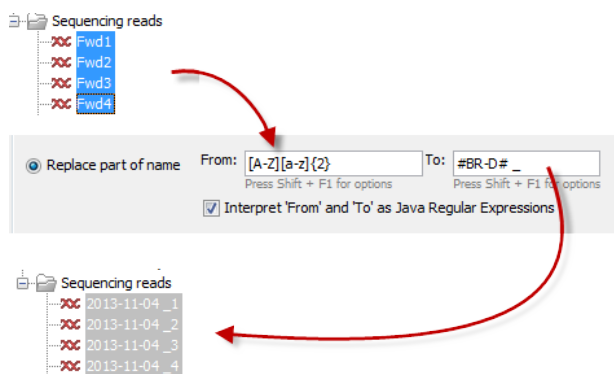 Sequencing reads
Fwd1
Fwd2
Fwd3
Fwd4
Replace part of name From: [A-Z][a-z]{2} To: #BR-D# _
Press Shift + F1 for options Press Shift + F1 for options
Interpret 'From' and 'To' as Java Regular Expressions
Sequencing reads
2013-11-04 _1
2013-11-04 _2
2013-11-04 _3
2013-11-04 _4